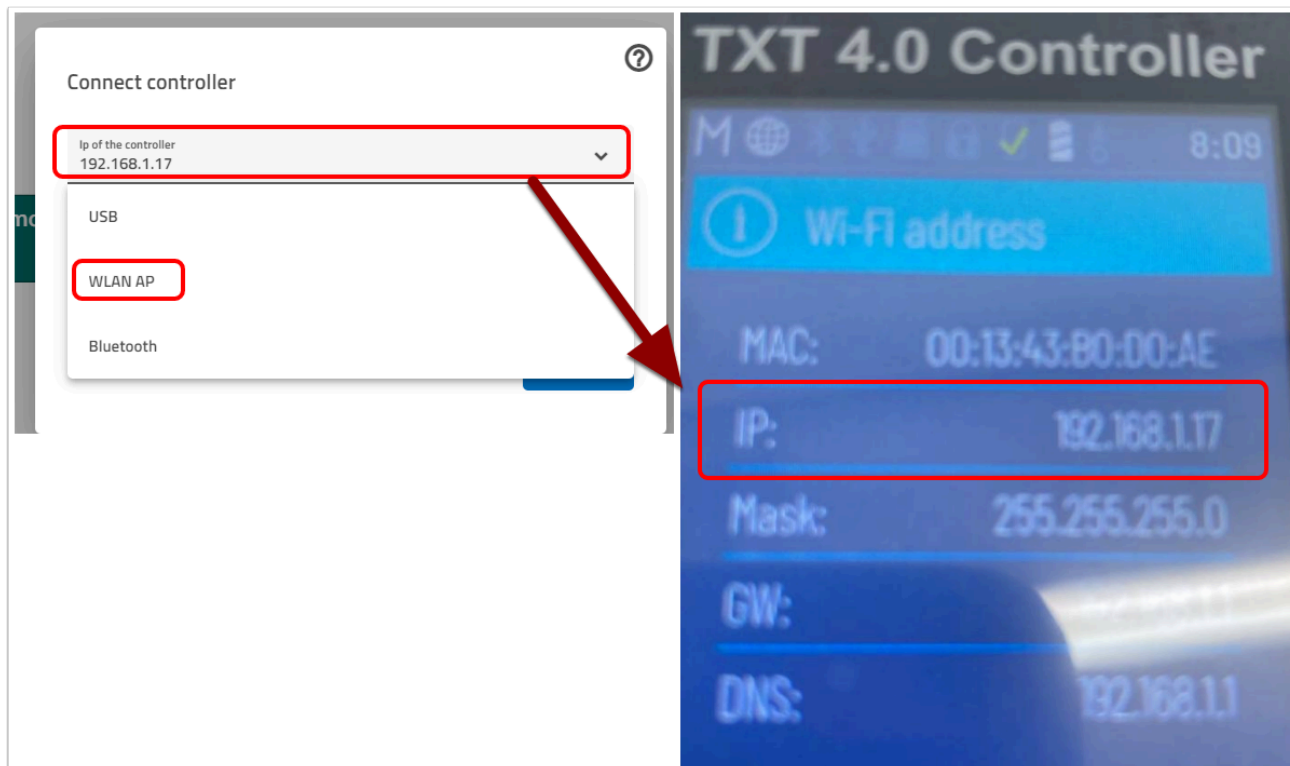 Connect controller
Ip of the controller
192.168.1.17
USB
WLAN AP
Bluetooth
TXT 4.0 Controller
M 8:09
i Wi-Fi address
MAC: 00:13:43:B0:D0:AE
IP: 192.168.1.17
Mask: 255.255.255.0
GW:
DNS: 192.168.1.1